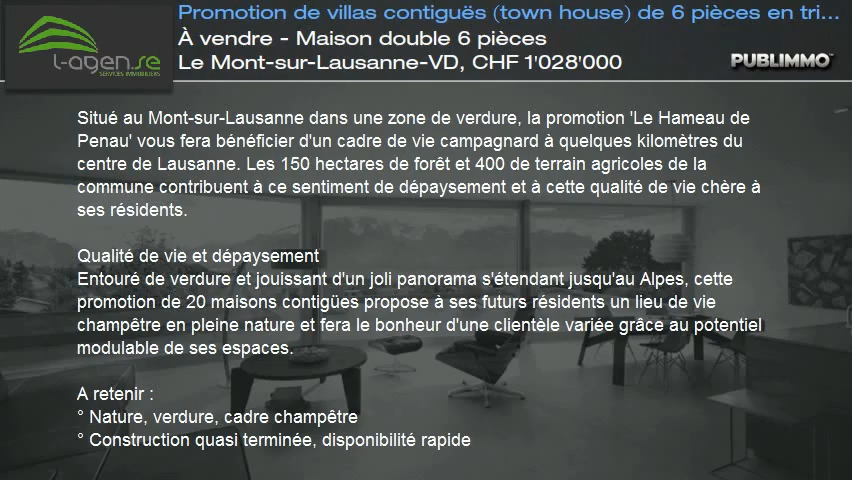 Promotion de villas contiguës (town house) de 6 pièces en tri...
À vendre - Maison double 6 pièces
Le Mont-sur-Lausanne-VD, CHF 1'028'000
l-agen.se
SERVICES IMMOBILIERS
PUBLIMMO™
Situé au Mont-sur-Lausanne dans une zone de verdure, la promotion 'Le Hameau de
Penau' vous fera bénéficier d'un cadre de vie campagnard à quelques kilomètres du
centre de Lausanne. Les 150 hectares de forêt et 400 de terrain agricoles de la
commune contribuent à ce sentiment de dépaysement et à cette qualité de vie chère à
ses résidents.
Qualité de vie et dépaysement
Entouré de verdure et jouissant d'un joli panorama s'étendant jusqu'au Alpes, cette
promotion de 20 maisons contigües propose à ses futurs résidents un lieu de vie
champêtre en pleine nature et fera le bonheur d'une clientèle variée grâce au potentiel
modulable de ses espaces.
A retenir :
° Nature, verdure, cadre champêtre
° Construction quasi terminée, disponibilité rapide